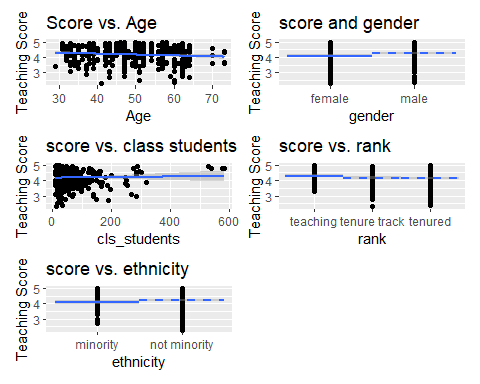 Score vs. Age
Teaching Score
5
4
3
30
40
50
60
70
Age
score and gender
Teaching Score
5
4
3
female
male
gender
score vs. class students
Teaching Score
5
4
3
0
200
400
600
cls_students
score vs. rank
Teaching Score
5
4
3
teaching
tenure track
tenured
rank
score vs. ethnicity
Teaching Score
5
4
3
minority
not minority
ethnicity